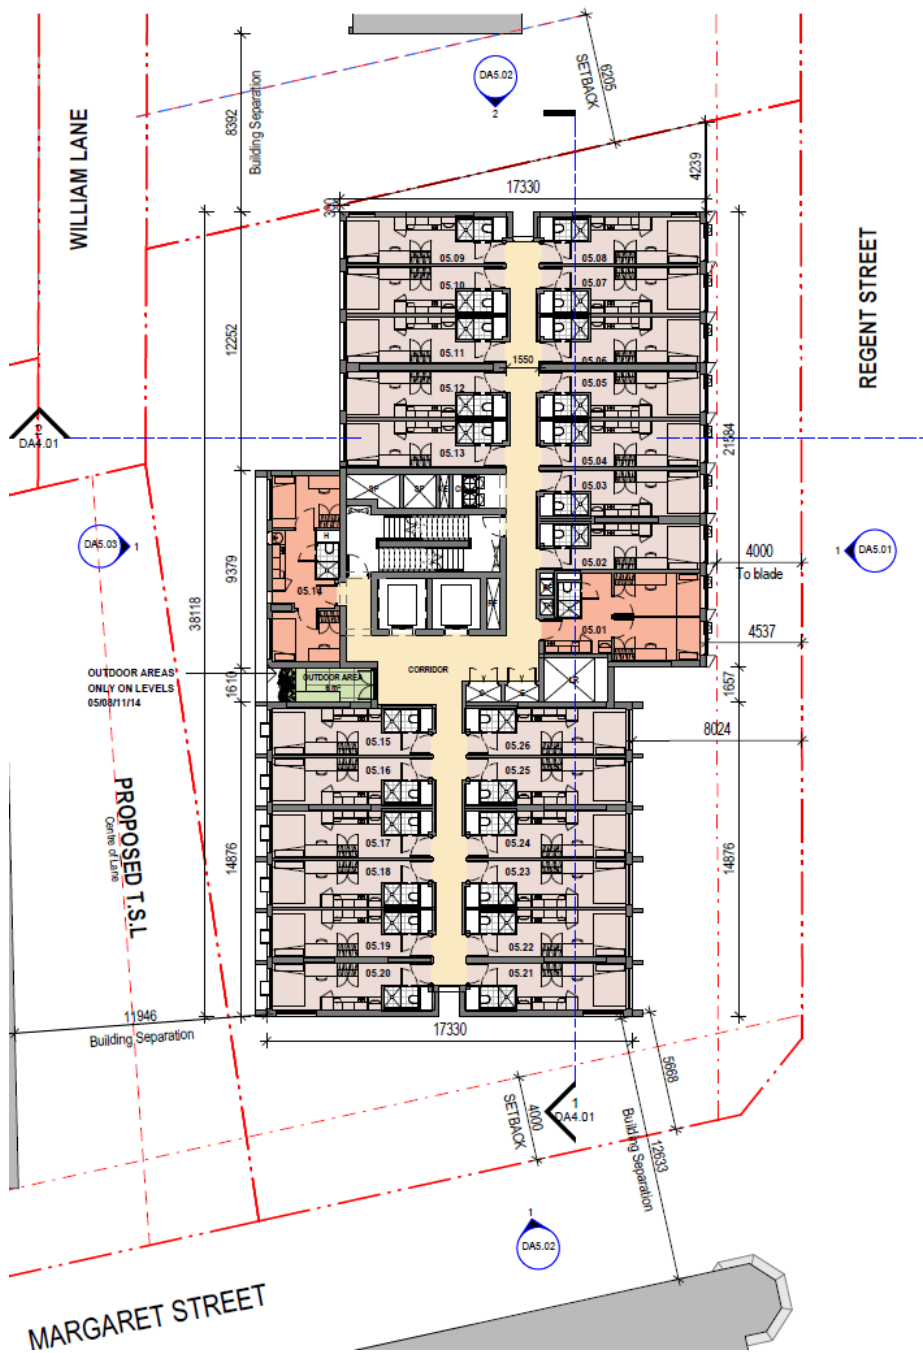 DA5.02
2
6205
SETBACK
8392
Building Separation
WILLIAM LANE
4239
17330
390
REGENT STREET
05.09
05.08
05.10
05.07
05.11
05.06
1550
05.12
05.05
05.13
05.04
05.03
05.02
12252
21584
DA4.01
SP
SP
DA5.03
1
H
05.14
9379
38118
RF
05.01
1
DA5.01
4000
To blade
4537
CORRIDOR
OUTDOOR AREAS
ONLY ON LEVELS
05/08/11/14
OUTDOOR AREA
1610
1657
8024
05.15
05.26
05.16
05.25
05.17
05.24
05.18
05.23
05.19
05.22
05.20
05.21
14876
14876
PROPOSED T.S.L
Centre of Lane
11946
Building Separation
17330
5668
4000
SETBACK
1
DA4.01
12633
Building Separation
1
DA5.02
MARGARET STREET